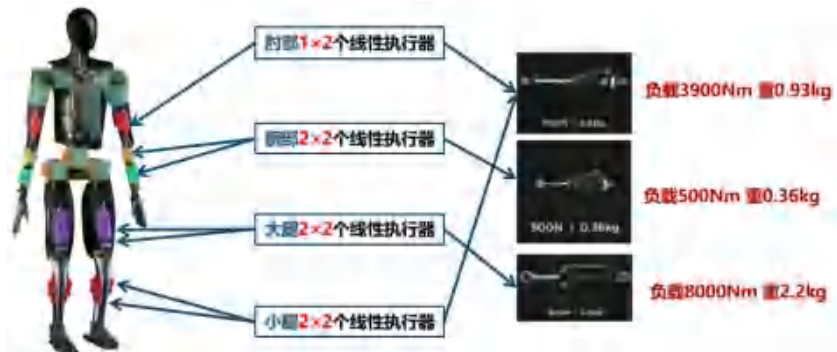 肘部1×2个线性执行器
负载3900Nm 重0.93kg
腕部2×2个线性执行器
负载500Nm 重0.36kg
500N | 0.36kg
大腿2×2个线性执行器
负载8000Nm 重2.2kg
小腿2×2个线性执行器